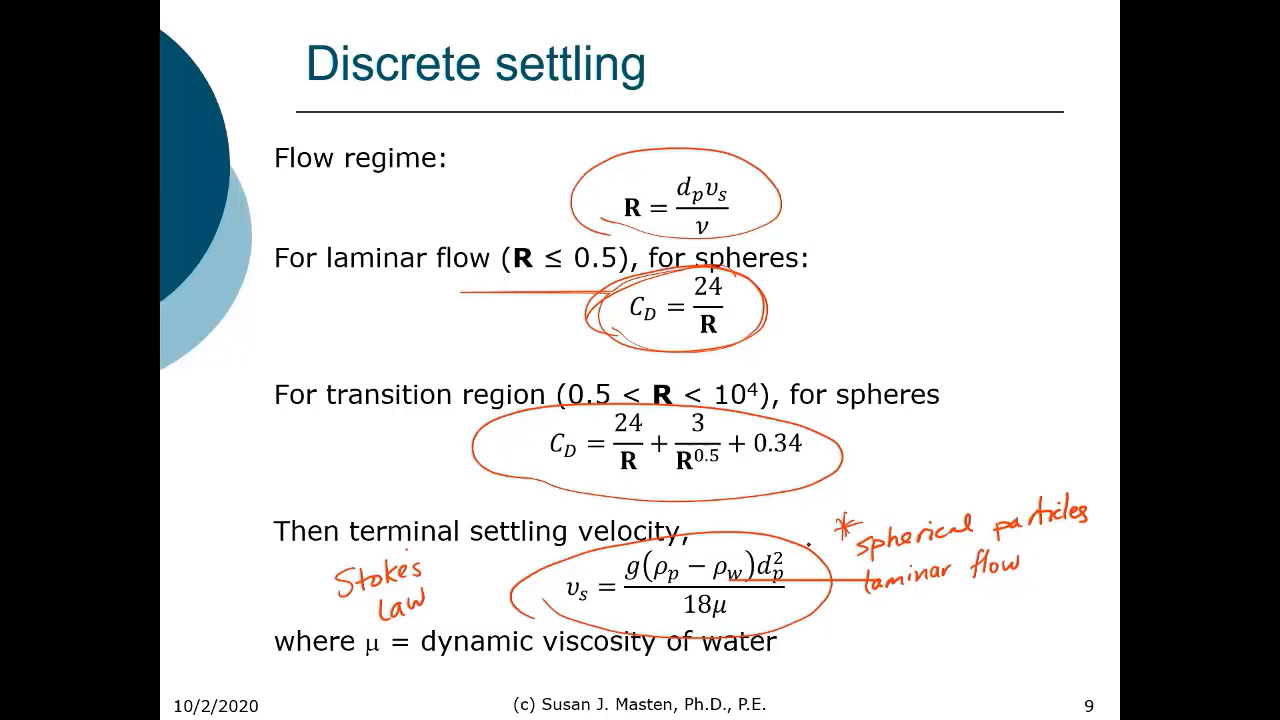 Discrete settling
Flow regime:
R = d_p υ_s / ν
For laminar flow (R ≤ 0.5), for spheres:
C_D = 24 / R
For transition region (0.5 < R < 10⁴), for spheres
C_D = 24 / R + 3 / R^0.5 + 0.34
Then terminal settling velocity,
* spherical particles
laminar flow
Stokes
law
υ_s = g(ρ_p − ρ_w)d_p² / 18μ
where μ = dynamic viscosity of water
10/2/2020
(c) Susan J. Masten, Ph.D., P.E.
9